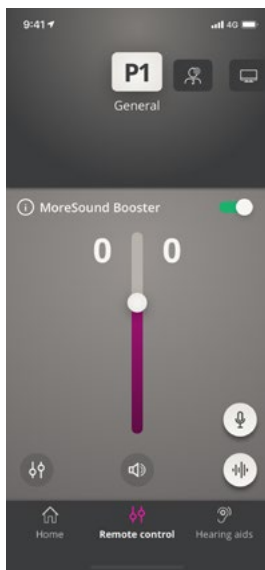 9:41 4G
P1
General
MoreSound Booster
0 0
Home Remote control Hearing aids